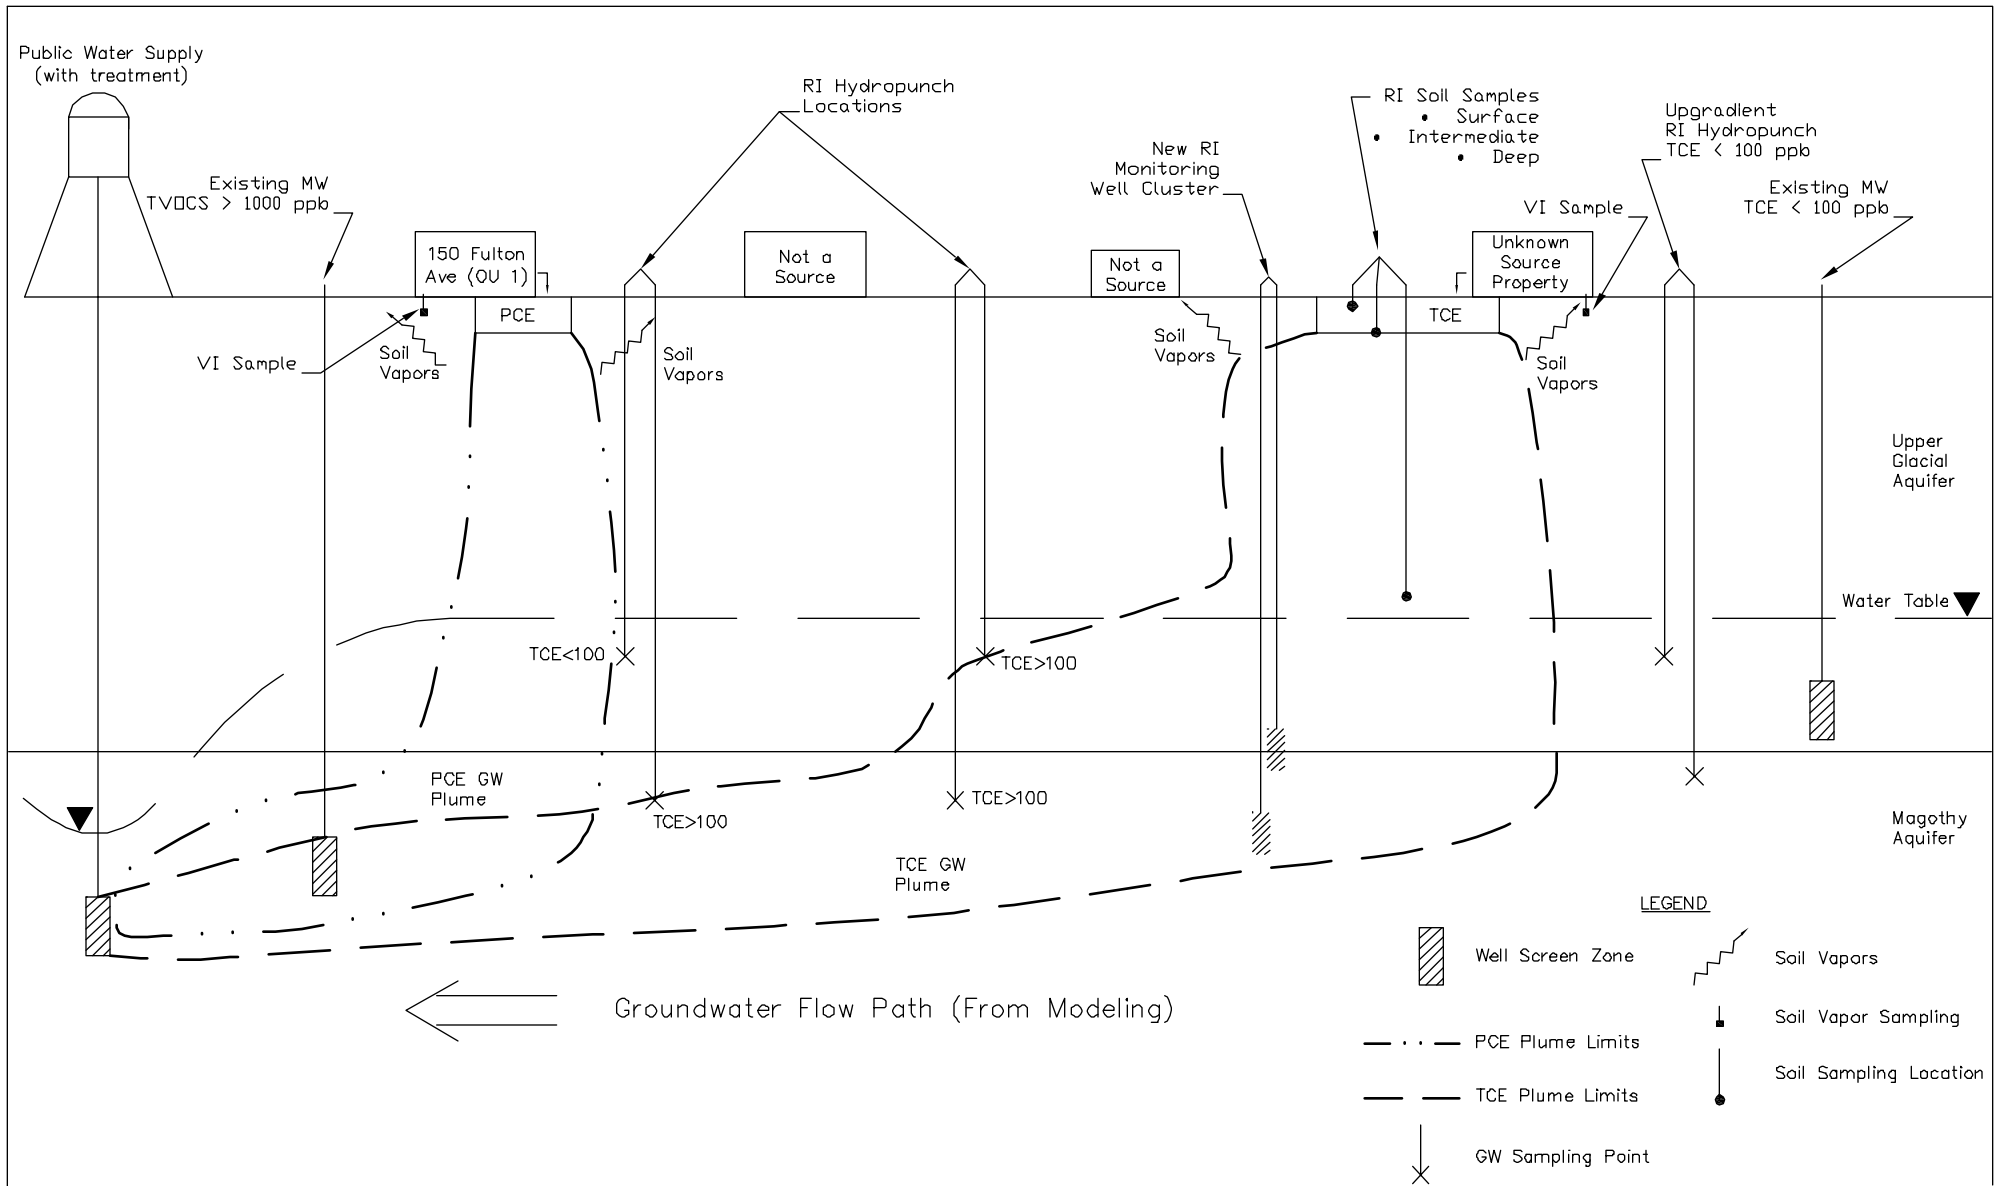 Public Water Supply
(with treatment)
RI Hydropunch
Locations
RI Soil Samples
• Surface
• Intermediate
• Deep
Upgradient
RI Hydropunch
TCE < 100 ppb
New RI
Monitoring
Well Cluster
Existing MW
TVOCS > 1000 ppb
VI Sample
Existing MW
TCE < 100 ppb
150 Fulton
Ave (OU 1)
Not a
Source
Not a
Source
Unknown
Source
Property
PCE
TCE
VI Sample
Soil
Vapors
Soil
Vapors
Soil
Vapors
Soil
Vapors
Upper
Glacial
Aquifer
Water Table
TCE<100
TCE>100
PCE GW
Plume
TCE>100
TCE>100
Magothy
Aquifer
TCE GW
Plume
Groundwater Flow Path (From Modeling)
LEGEND
Well Screen Zone
Soil Vapors
PCE Plume Limits
Soil Vapor Sampling
TCE Plume Limits
Soil Sampling Location
GW Sampling Point